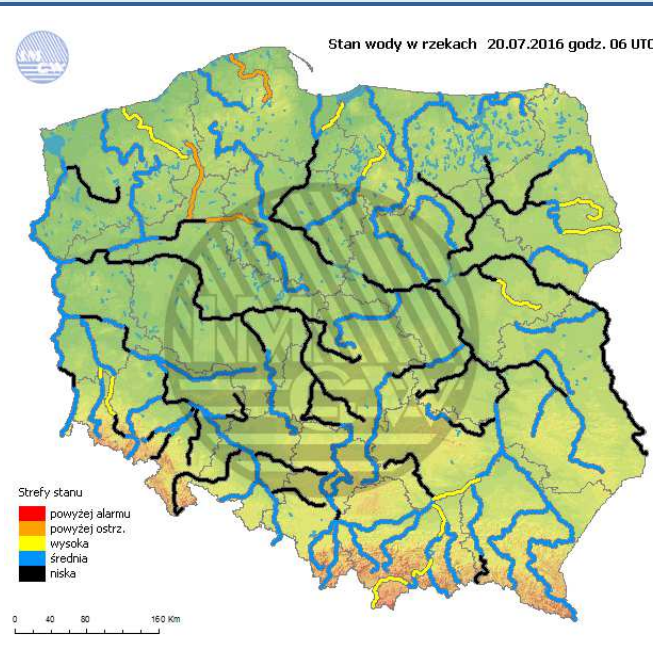 Stan wody w rzekach 20.07.2016 godz. 06 UTC
Strefy stanu
powyżej alarmu
powyżej ostrz.
wysoka
średnia
niska
0 40 80 160 Km